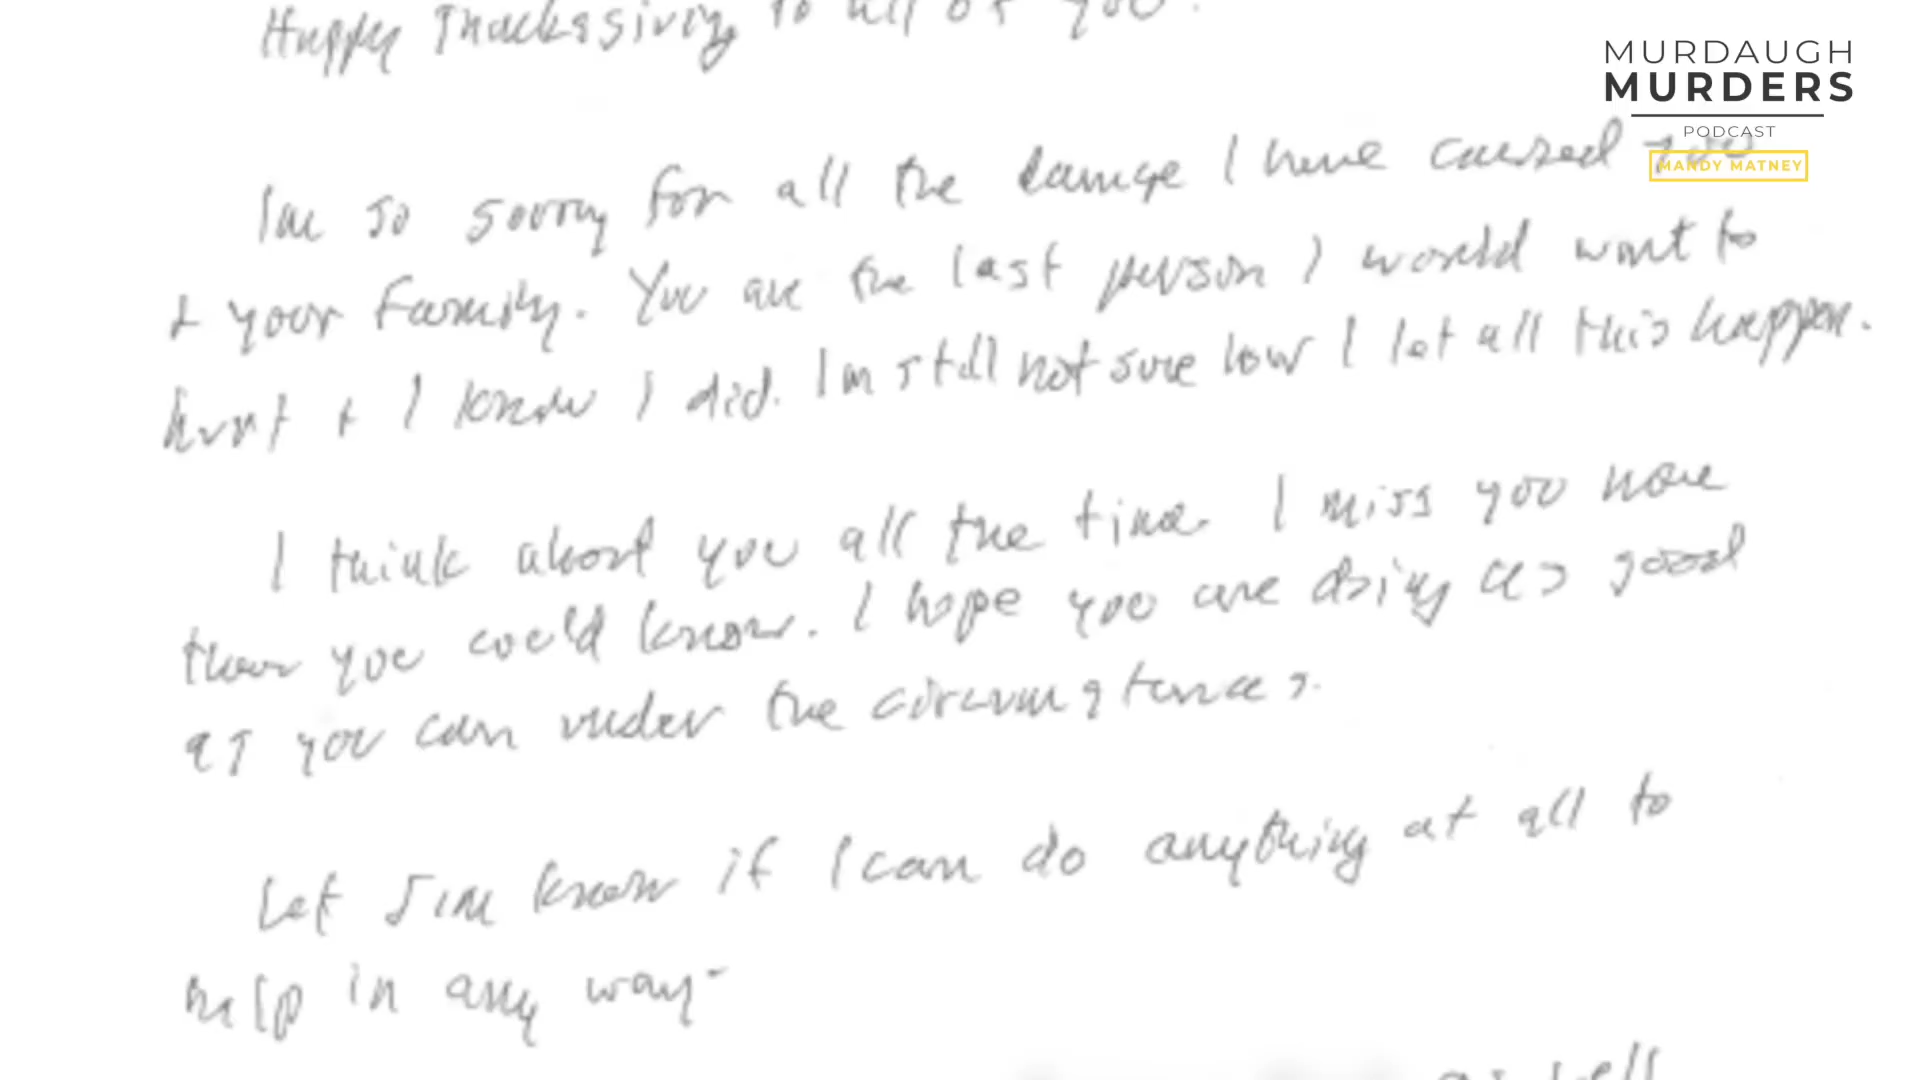 Happy Thanksgiving to all of you.
MURDAUGH
MURDERS
PODCAST
MANDY MATNEY
Im so sorry for all the damage I have caused you
& your family. You are the last person I would want to
hurt & I know I did. Im still not sure how I let all this happen.
I think about you all the time. I miss you more
than you could know. I hope you are doing as good
as you can under the circumstances.
Let Jim know if I can do anything at all to
help in any way-
as well